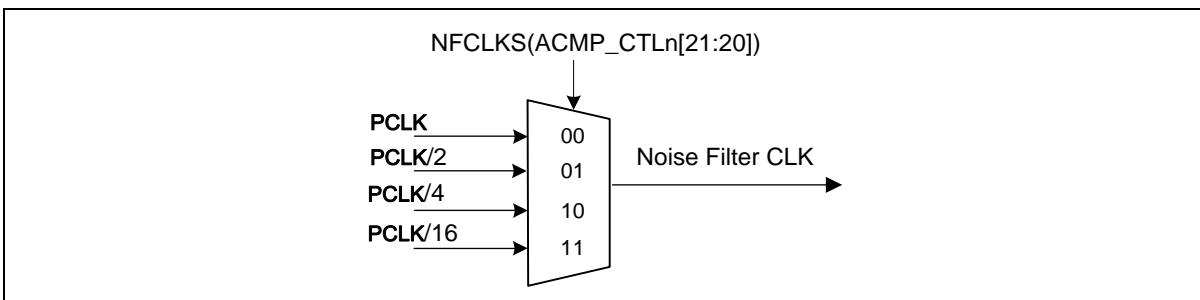 NFCLKS(ACMP_CTLn[21:20])
PCLK
00
PCLK/2
01
Noise Filter CLK
PCLK/4
10
PCLK/16
11